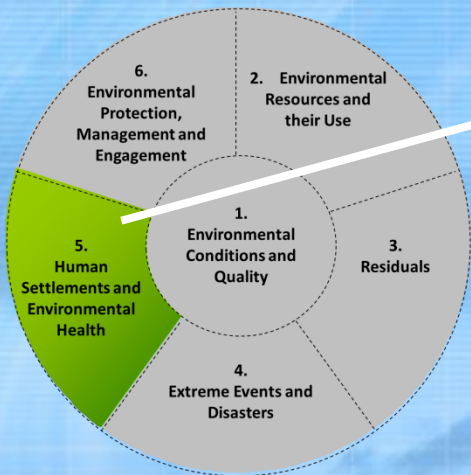 1.
Environmental
Conditions and
Quality
2. Environmental
Resources and
their Use
3.
Residuals
4.
Extreme Events and
Disasters
5.
Human
Settlements and
Environmental
Health
6.
Environmental
Protection,
Management and
Engagement